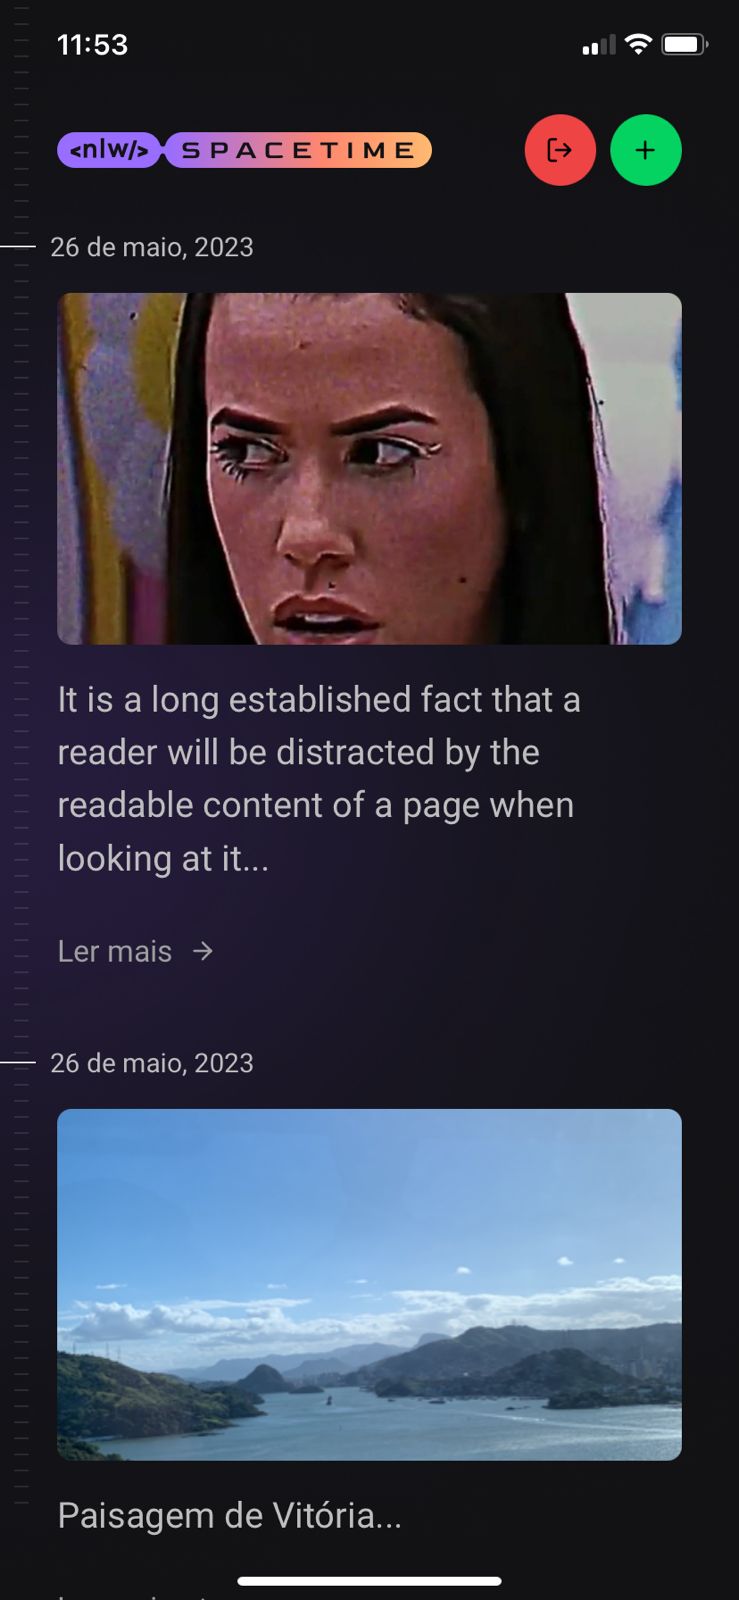 11:53
<nlw/> SPACETIME
26 de maio, 2023
It is a long established fact that a
reader will be distracted by the
readable content of a page when
looking at it...
Ler mais
26 de maio, 2023
Paisagem de Vitória...